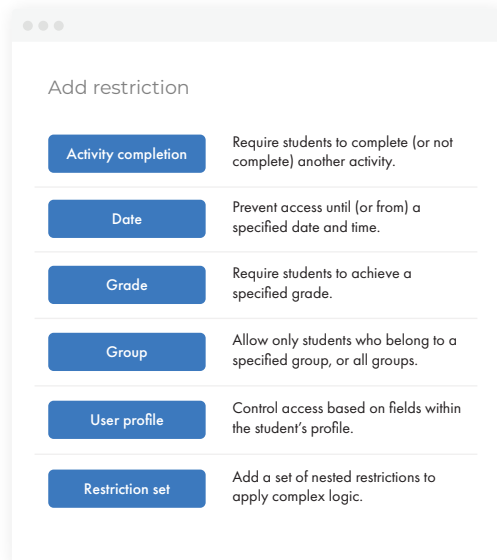 Add restriction
Activity completion
Require students to complete (or not
complete) another activity.
Date
Prevent access until (or from) a
specified date and time.
Grade
Require students to achieve a
specified grade.
Group
Allow only students who belong to a
specified group, or all groups.
User profile
Control access based on fields within
the student's profile.
Restriction set
Add a set of nested restrictions to
apply complex logic.